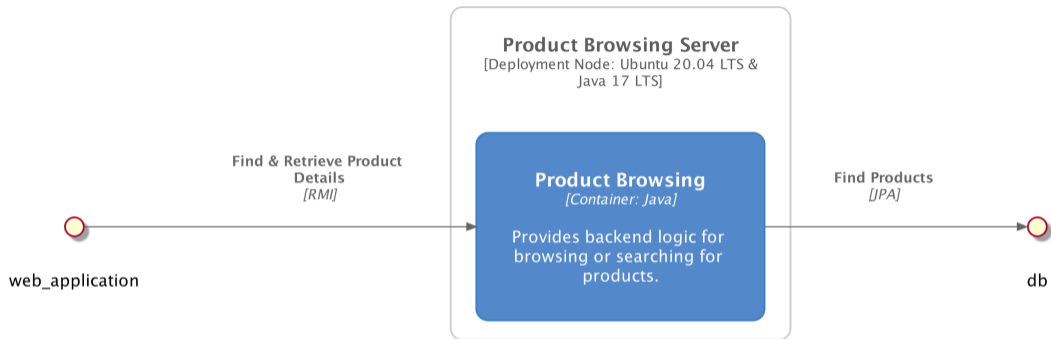 Product Browsing Server
[Deployment Node: Ubuntu 20.04 LTS &
Java 17 LTS]
Find & Retrieve Product
Details
[RMI]
Product Browsing
[Container: Java]
Provides backend logic for
browsing or searching for
products.
Find Products
[JPA]
web_application
db